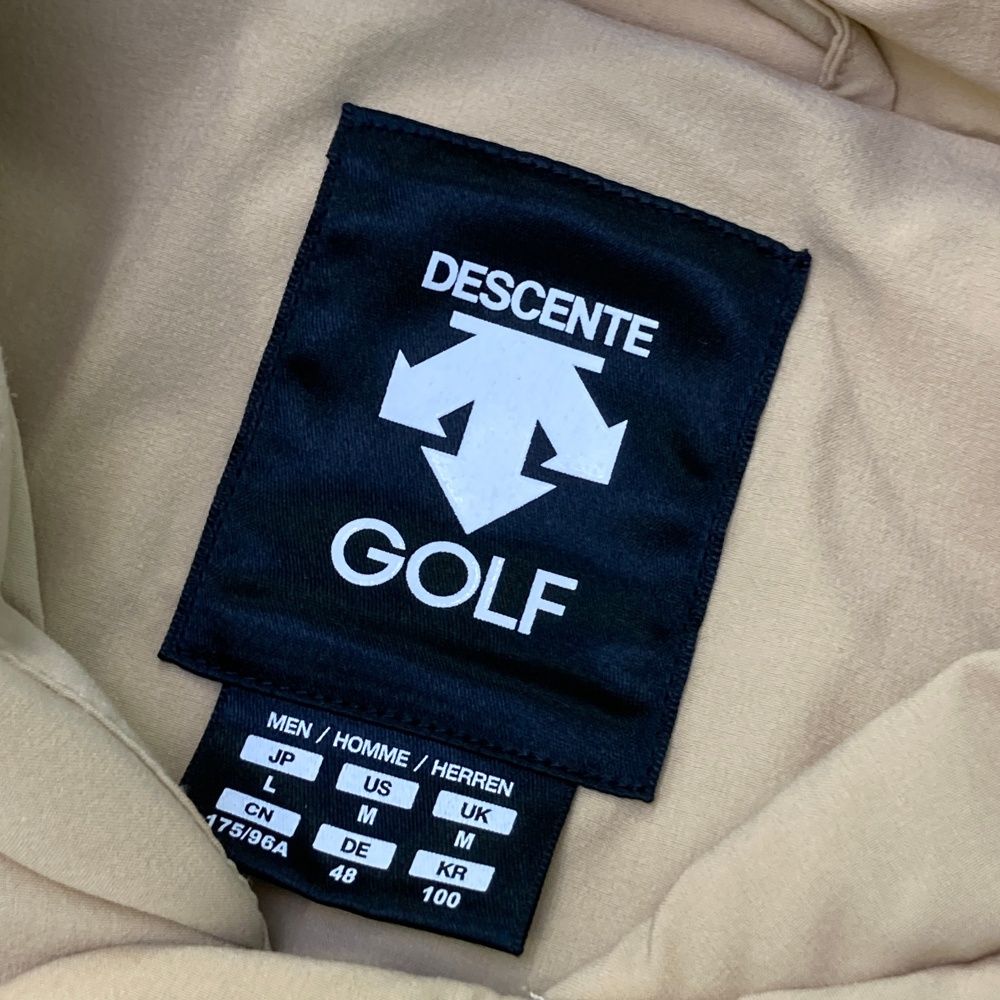 DESCENTE
GOLF
MEN / HOMME / HERREN
JP US UK
L M M
CN DE KR
175/96A 48 100